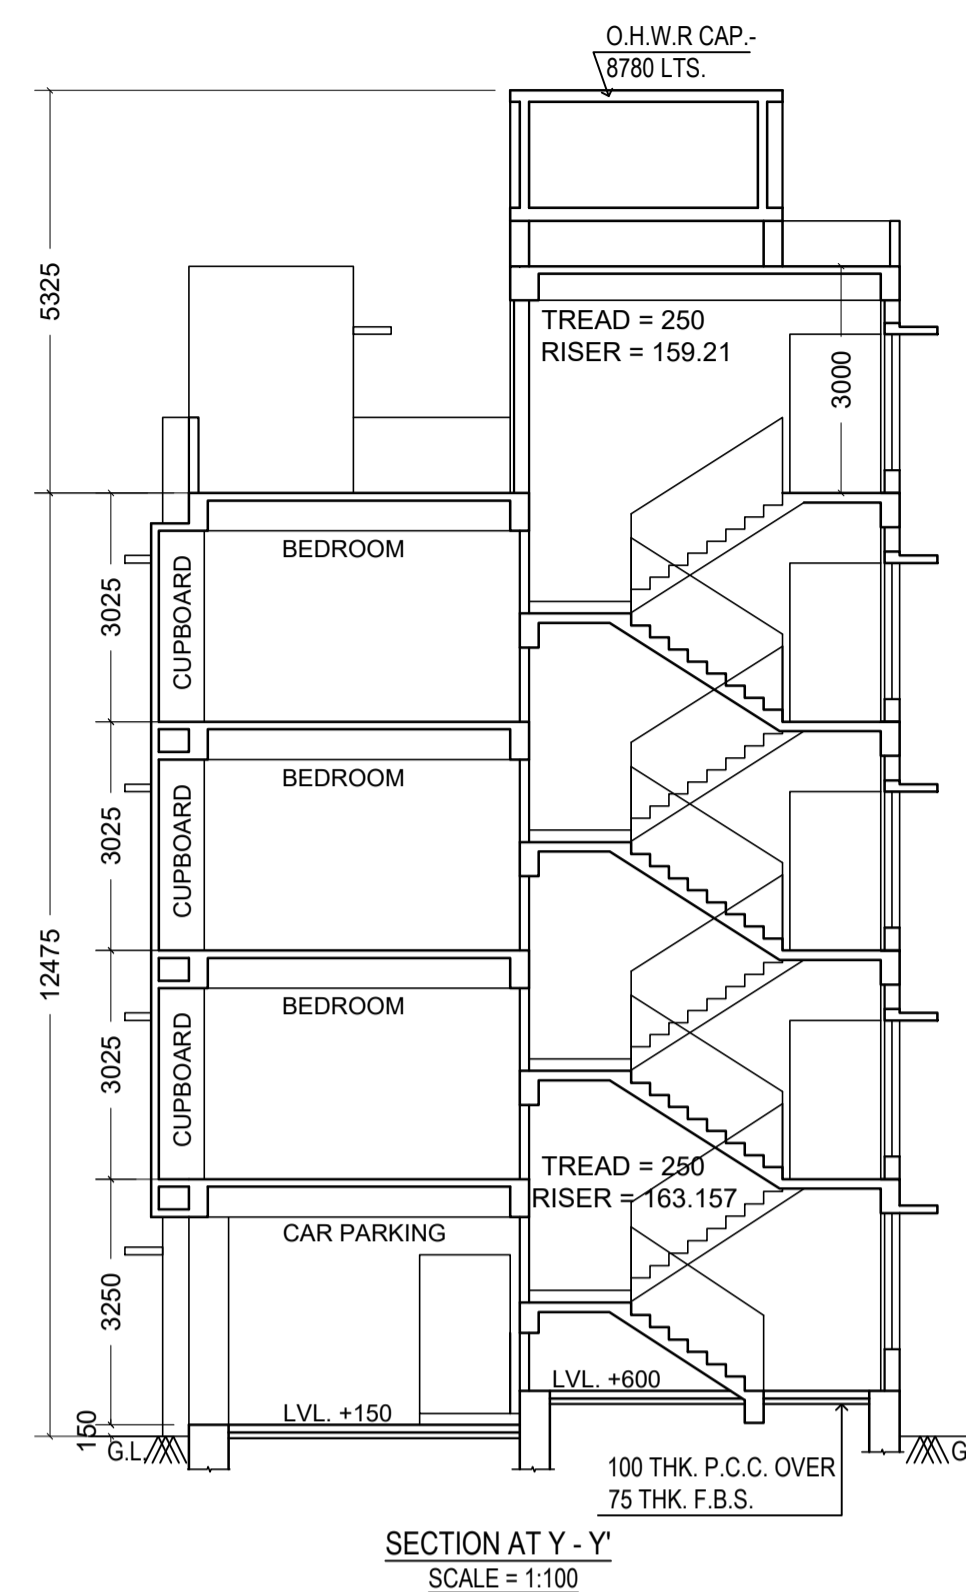 O.H.W.R CAP.-
8780 LTS.
5325
TREAD = 250
RISER = 159.21
3000
BEDROOM
CUPBOARD
3025
BEDROOM
CUPBOARD
3025
12475
BEDROOM
CUPBOARD
3025
TREAD = 250
RISER = 163.157
CAR PARKING
3250
LVL. +600
LVL. +150
150
G.L.
G
100 THK. P.C.C. OVER
75 THK. F.B.S.
SECTION AT Y - Y'
SCALE = 1:100